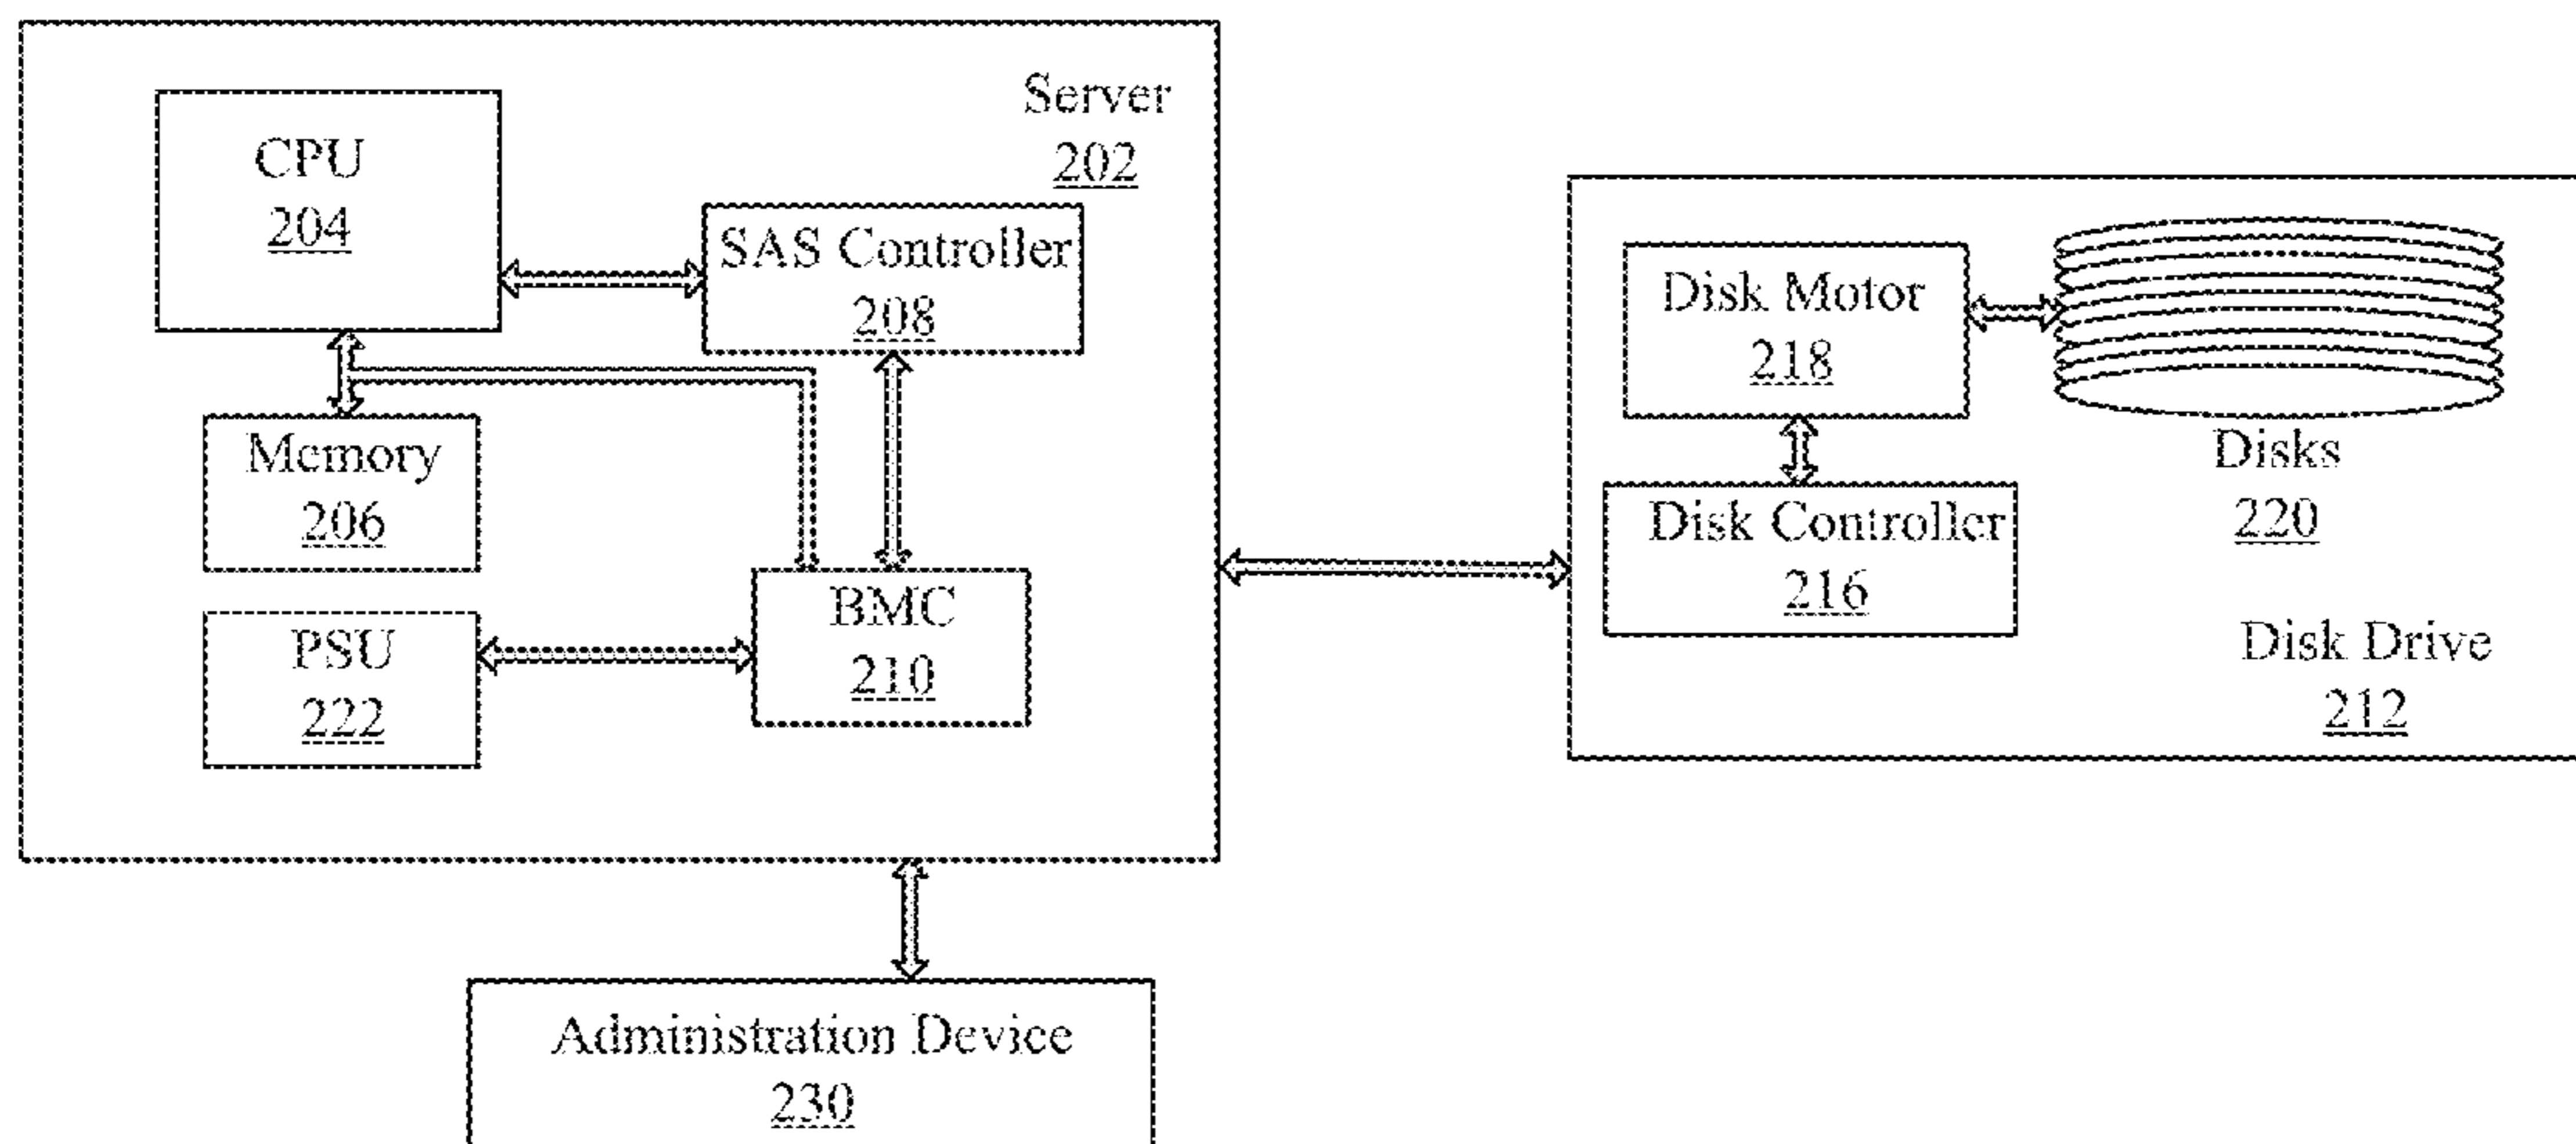 Server
202
CPU
204
SAS Controller
208
Memory
206
BMC
210
PSU
222
Disk Motor
218
Disks
220
Disk Controller
216
Disk Drive
212
Administration Device
230